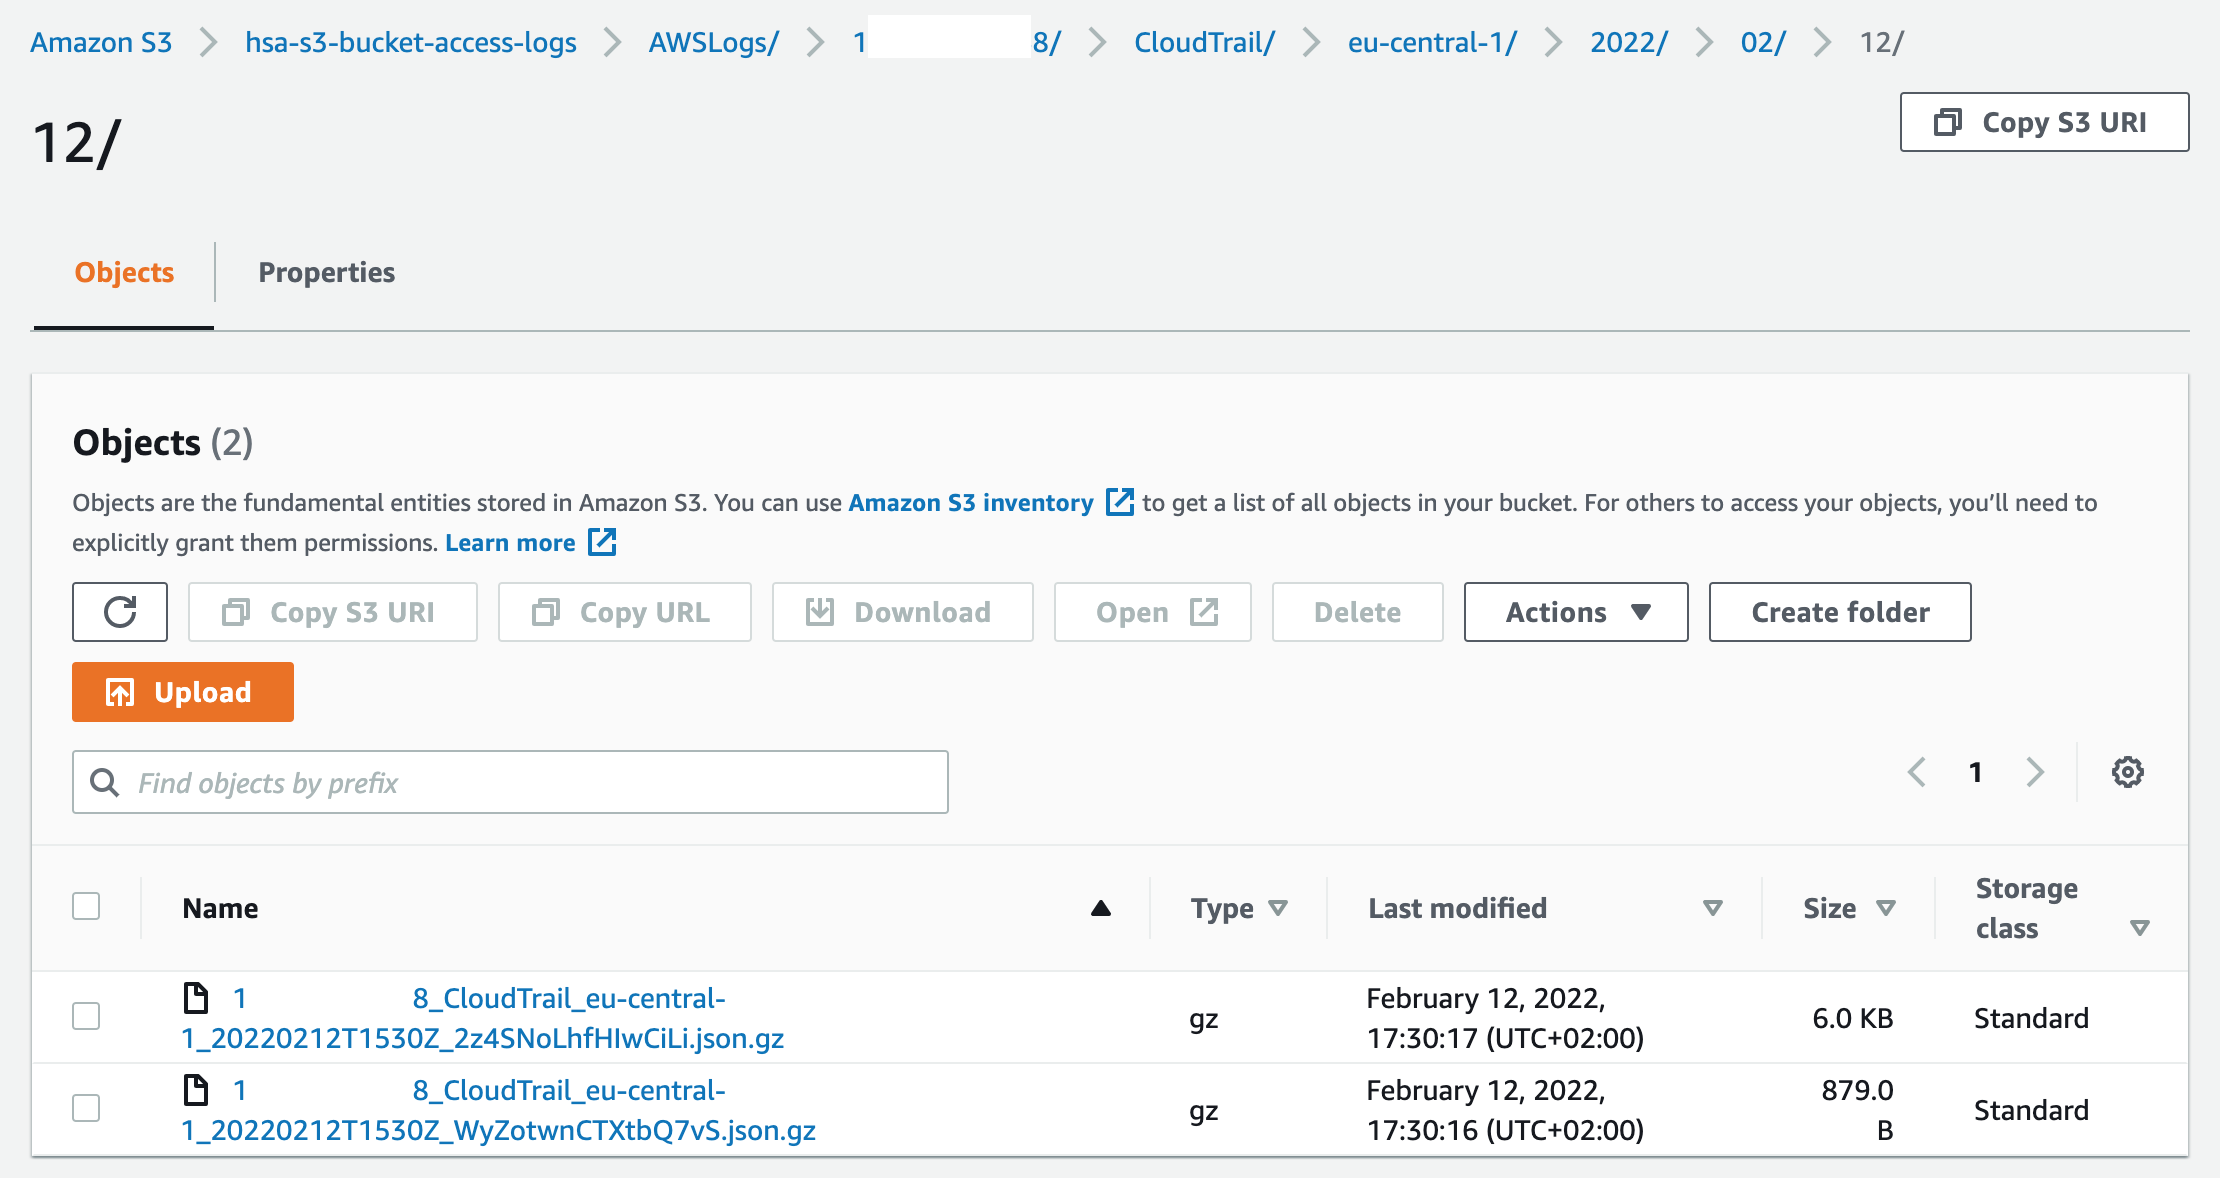 Amazon S3 hsa-s3-bucket-access-logs AWSLogs/ 1 8/ CloudTrail/ eu-central-1/ 2022/ 02/ 12/
12/
Copy S3 URI
Objects Properties
Objects (2)
Objects are the fundamental entities stored in Amazon S3. You can use Amazon S3 inventory to get a list of all objects in your bucket. For others to access your objects, you’ll need to
explicitly grant them permissions. Learn more
Copy S3 URI Copy URL Download Open Delete Actions Create folder
Upload
Find objects by prefix
1
Name Type Last modified Size Storage class
1 8_CloudTrail_eu-central-
1_20220212T1530Z_2z4SNoLhfHIwCiLi.json.gz
gz
February 12, 2022,
17:30:17 (UTC+02:00)
6.0 KB
Standard
1 8_CloudTrail_eu-central-
1_20220212T1530Z_WyZotwnCTXtbQ7vS.json.gz
gz
February 12, 2022,
17:30:16 (UTC+02:00)
879.0
B
Standard